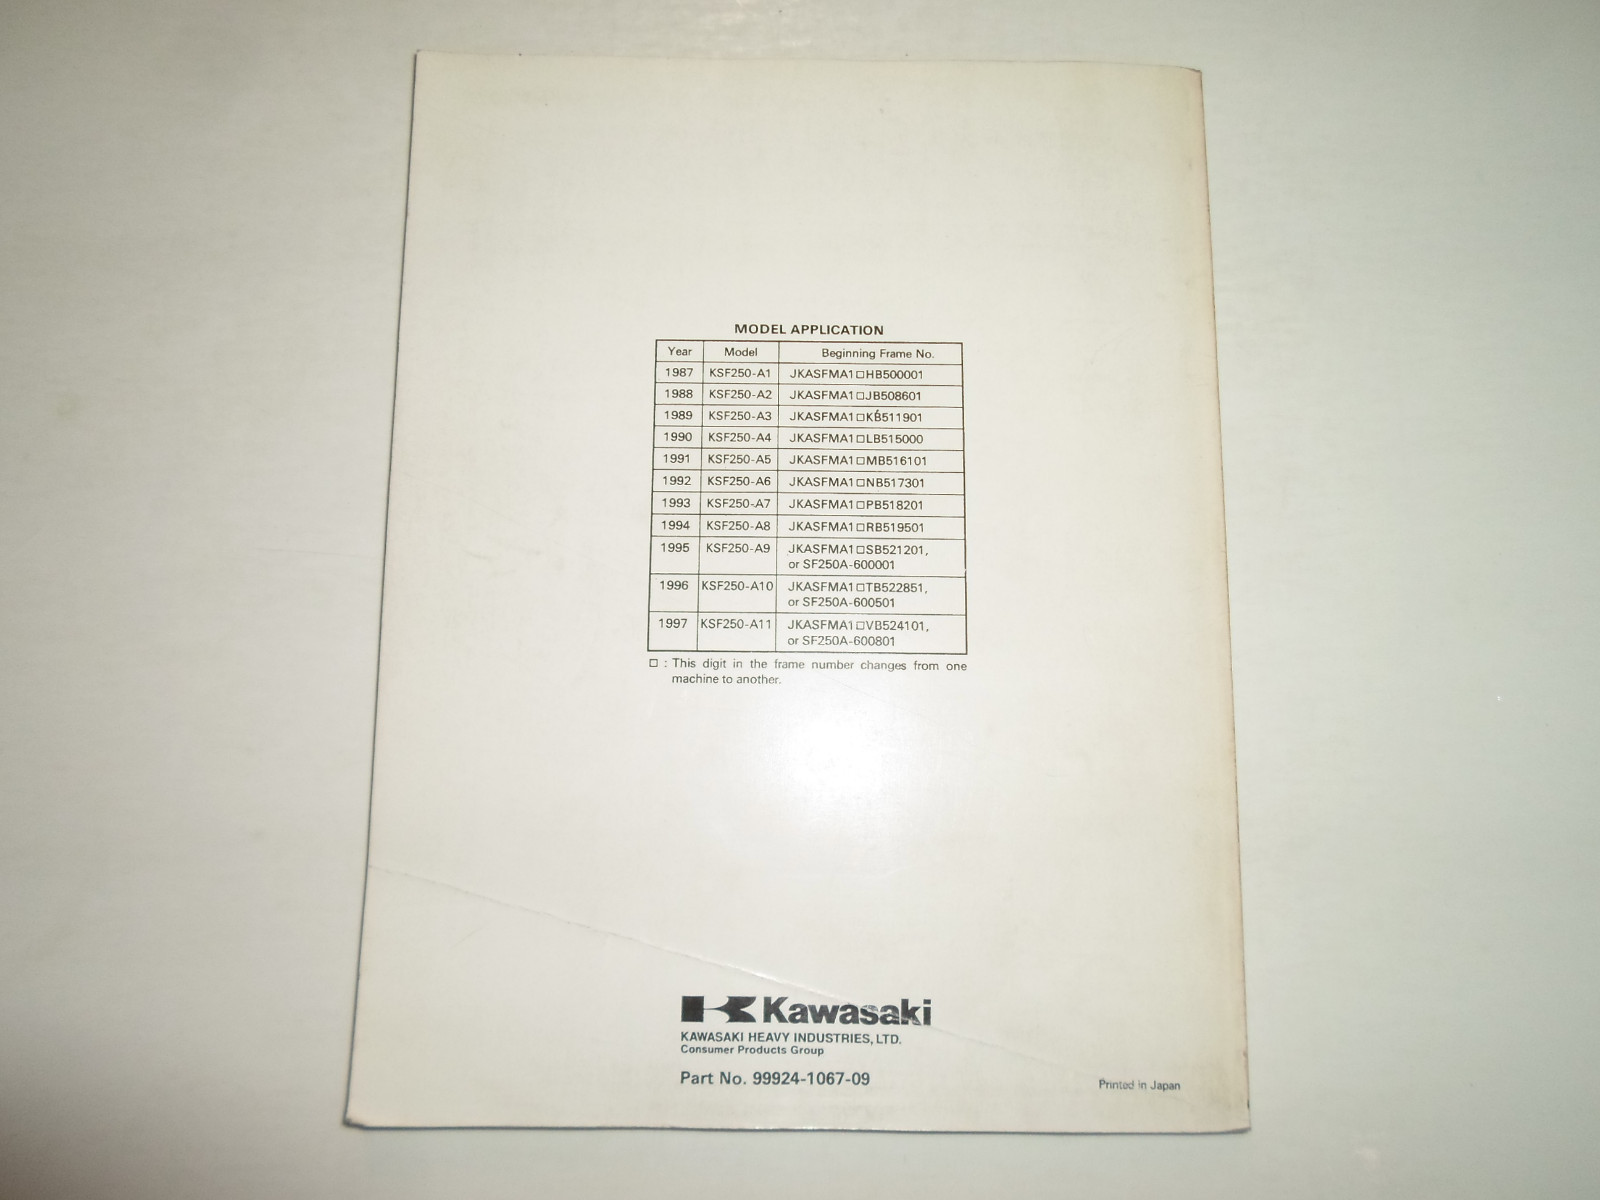 MODEL APPLICATION
Year Model Beginning Frame No.
1987 KSF250-A1 JKASFMA1□HB500001
1988 KSF250-A2 JKASFMA1□JB508601
1989 KSF250-A3 JKASFMA1□KB511901
1990 KSF250-A4 JKASFMA1□LB515000
1991 KSF250-A5 JKASFMA1□MB516101
1992 KSF250-A6 JKASFMA1□NB517301
1993 KSF250-A7 JKASFMA1□PB518201
1994 KSF250-A8 JKASFMA1□RB519501
1995 KSF250-A9 JKASFMA1□SB521201,
or SF250A-600001
1996 KSF250-A10 JKASFMA1□TB522851,
or SF250A-600501
1997 KSF250-A11 JKASFMA1□VB524101,
or SF250A-600801
□ : This digit in the frame number changes from one
machine to another.
Kawasaki
KAWASAKI HEAVY INDUSTRIES, LTD.
Consumer Products Group
Part No. 99924-1067-09
Printed in Japan